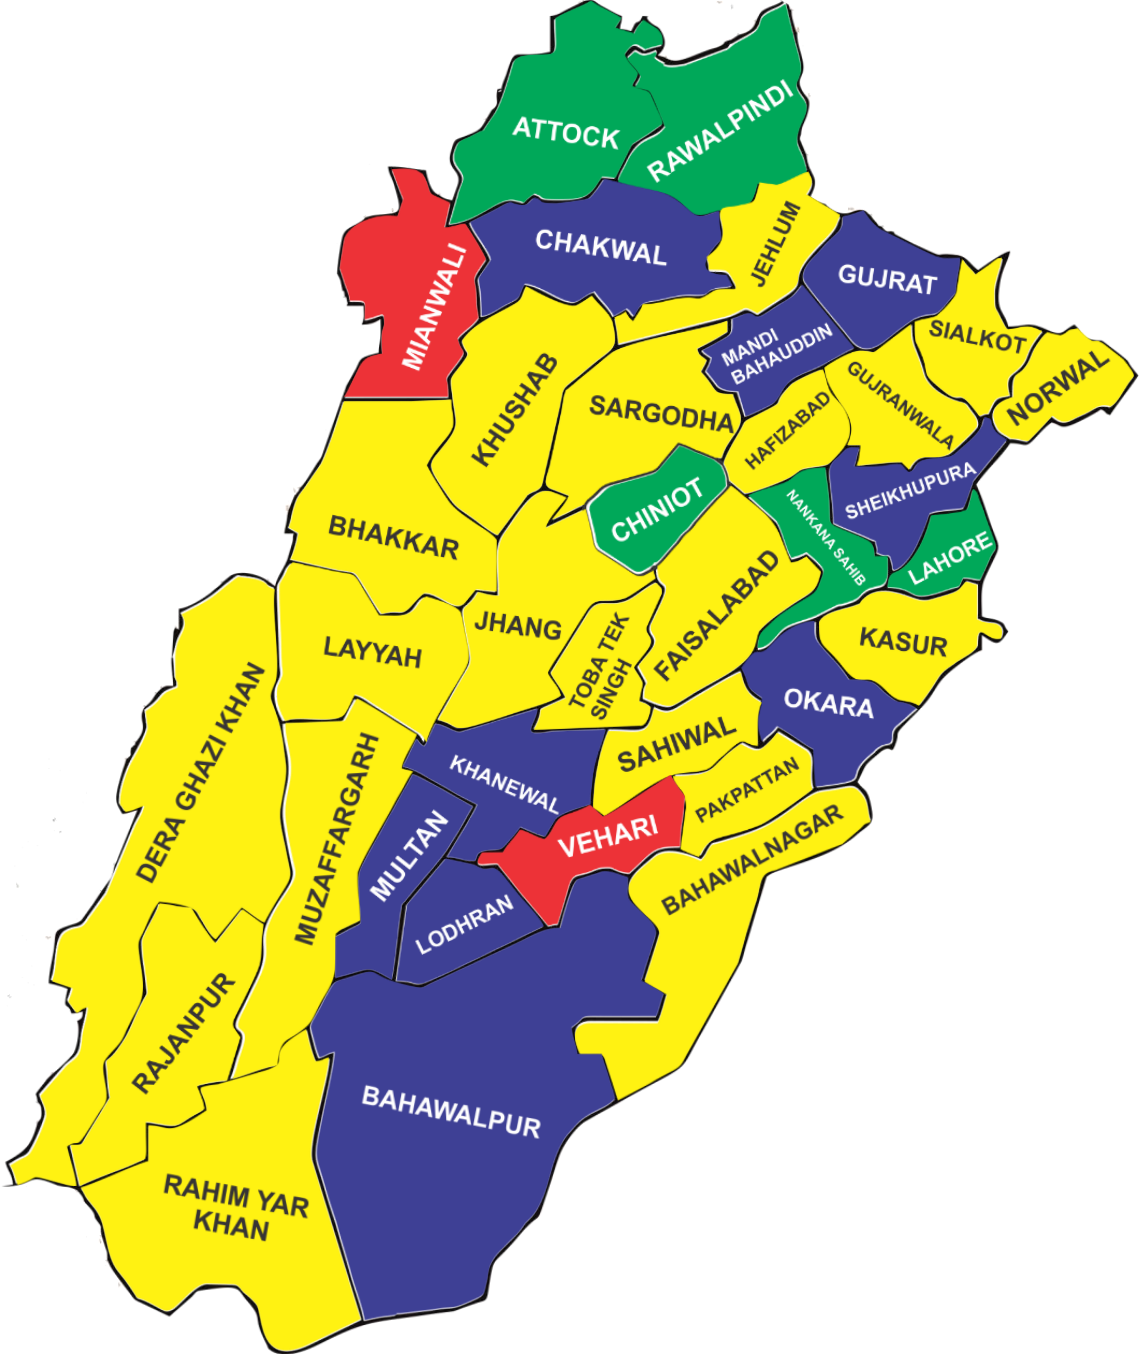 ATTOCK
RAWALPINDI
CHAKWAL
JEHLUM
MIANWALI
GUJRAT
SIALKOT
MANDI
BAHAUDDIN
NORWAL
KHUSHAB
SARGODHA
HAFIZABAD
GUJRANWALA
SHEIKHUPURA
CHINIOT
NANKANA SAHIB
LAHORE
BHAKKAR
FAISALABAD
JHANG
KASUR
LAYYAH
TOBA TEK
SINGH
OKARA
DERA GHAZI KHAN
SAHIWAL
KHANEWAL
PAKPATTAN
MUZAFFARGARH
MULTAN
VEHARI
BAHAWALNAGAR
LODHRAN
RAJANPUR
BAHAWALPUR
RAHIM YAR
KHAN